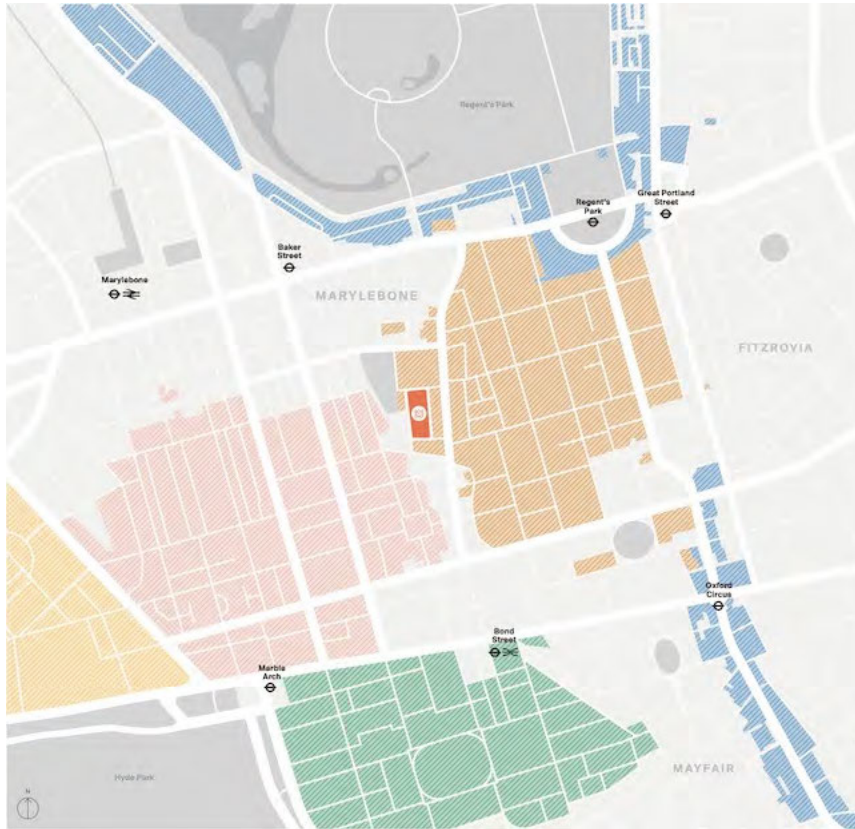 Regent's Park
Regent's
Park
Great Portland
Street
Baker
Street
Marylebone
MARYLEBONE
FITZROVIA
Oxford
Circus
Bond
Street
Marble
Arch
MAYFAIR
Hyde Park
N